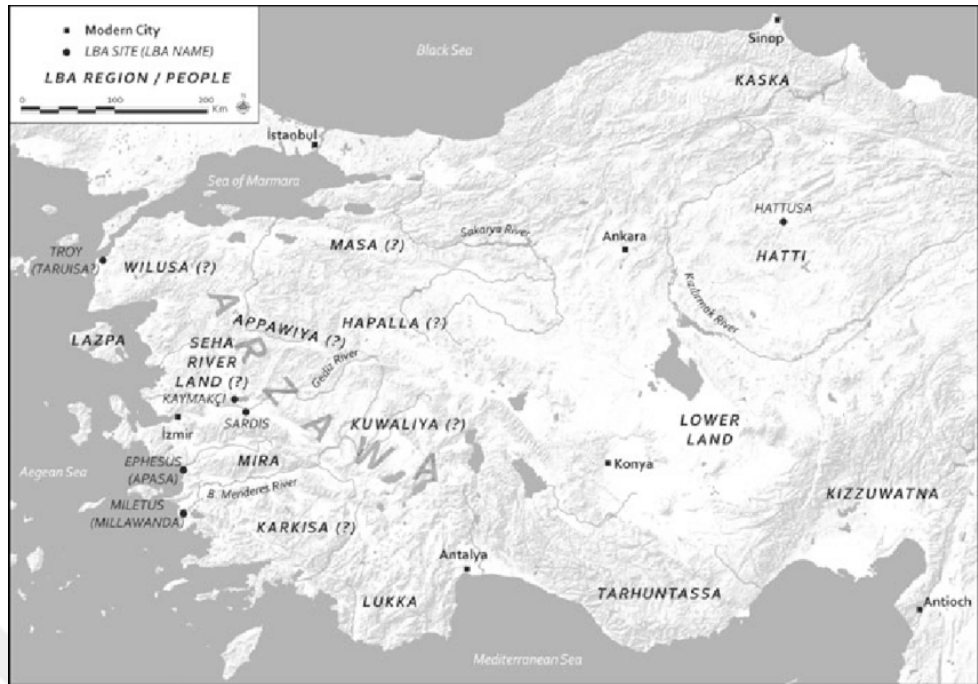 Modern City
LBA SITE (LBA NAME)
LBA REGION / PEOPLE
0 100 200 Km
N
Black Sea
Sinop
KASKA
İstanbul
Sea of Marmara
HATTUSA
MASA (?)
Sakarya River
Ankara
HATTI
TROY
(TARUISA?)
WILUSA (?)
Kızılırmak River
ARZAWA
APPAWIYA (?)
HAPALLA (?)
LAZPA
SEHA
RIVER
LAND (?)
Gediz River
KAYMAKÇI
SARDIS
İzmir
KUWALIYA (?)
LOWER
LAND
Aegean Sea
EPHESUS
(APASA)
MIRA
Konya
B. Menderes River
KIZZUWATNA
MILETUS
(MILLAWANDA)
KARKISA (?)
Antalya
LUKKA
TARHUNTASSA
Antioch
Mediterranean Sea